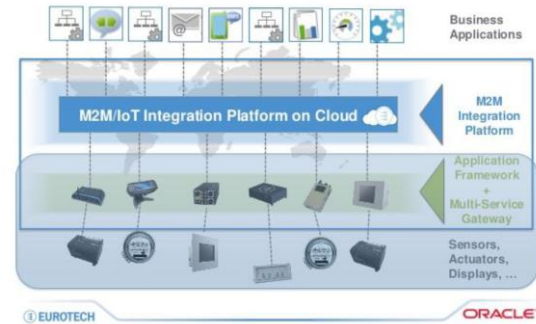 Business
Applications
M2M/IoT Integration Platform on Cloud
M2M
Integration
Platform
Application
Framework
+
Multi-Service
Gateway
Sensors,
Actuators,
Displays, ...
EUROTECH
ORACLE